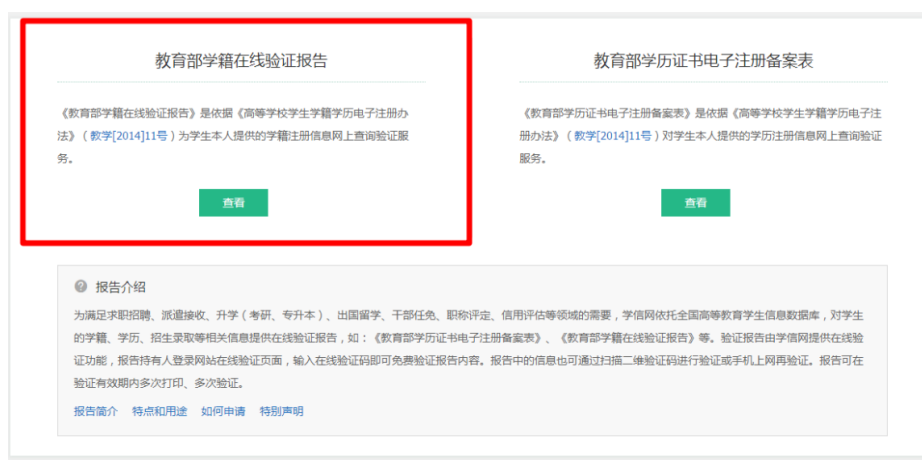 教育部学籍在线验证报告
《教育部学籍在线验证报告》是依据《高等学校学生学籍学历电子注册办
法》（教学[2014]11号）为学生本人提供的学籍注册信息网上查询验证服
务。
查看
教育部学历证书电子注册备案表
《教育部学历证书电子注册备案表》是依据《高等学校学生学籍学历电子注
册办法》（教学[2014]11号）对学生本人提供的学历注册信息网上查询验证
服务。
查看
? 报告介绍
为满足求职招聘、派遣接收、升学（考研、专升本）、出国留学、干部任免、职称评定、信用评估等领域的需要，学信网依托全国高等教育学生信息数据库，对学生
的学籍、学历、招生录取等相关信息提供在线验证报告，如：《教育部学历证书电子注册备案表》、《教育部学籍在线验证报告》等。验证报告由学信网提供在线验
证功能，报告持有人登录网站在线验证页面，输入在线验证码即可免费验证报告内容。报告中的信息也可通过扫描二维验证码进行验证或手机上网再验证。报告可在
验证有效期内多次打印、多次验证。
报告简介 特点和用途 如何申请 特别声明